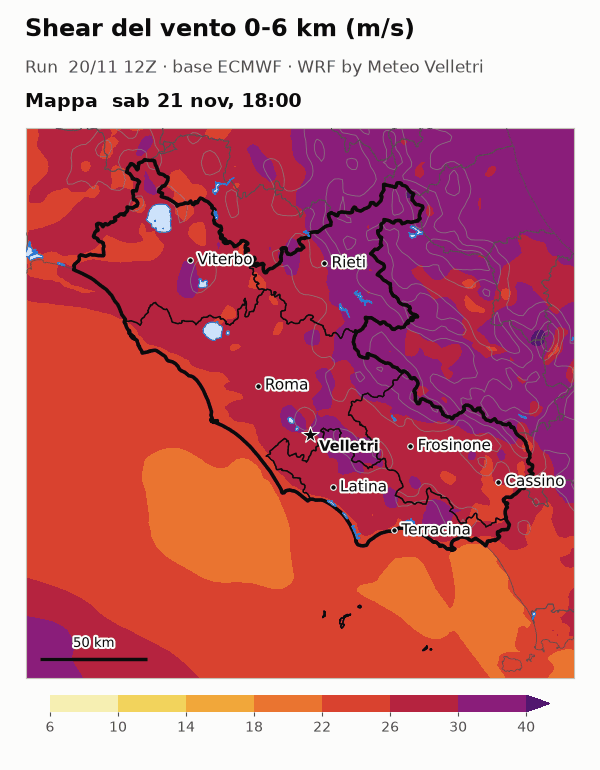 Shear del vento 0-6 km (m/s)
Run 20/11 12Z · base ECMWF · WRF by Meteo Velletri
Mappa sab 21 nov, 18:00
Viterbo
Rieti
Roma
Velletri
Frosinone
Latina
Cassino
Terracina
50 km
6 10 14 18 22 26 30 40